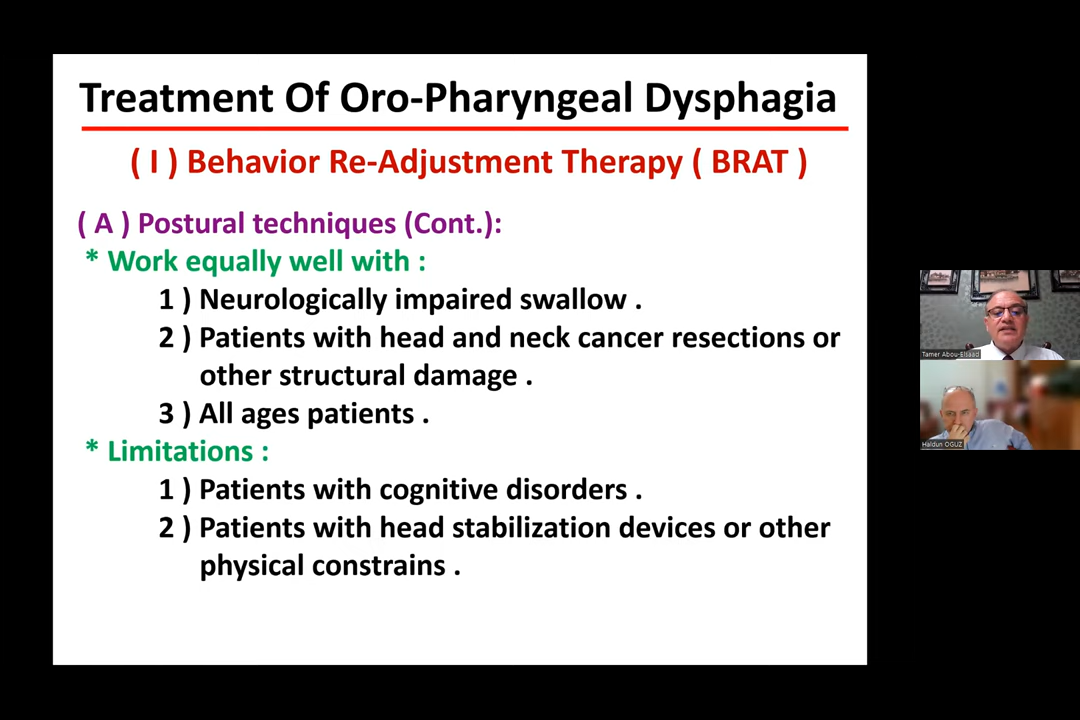 Treatment Of Oro-Pharyngeal Dysphagia
( I ) Behavior Re-Adjustment Therapy ( BRAT )
( A ) Postural techniques (Cont.):
* Work equally well with :
1 ) Neurologically impaired swallow .
2 ) Patients with head and neck cancer resections or
other structural damage .
3 ) All ages patients .
* Limitations :
1 ) Patients with cognitive disorders .
2 ) Patients with head stabilization devices or other
physical constrains .
Tamer Abou-Elsaad
Haldun OGUZ